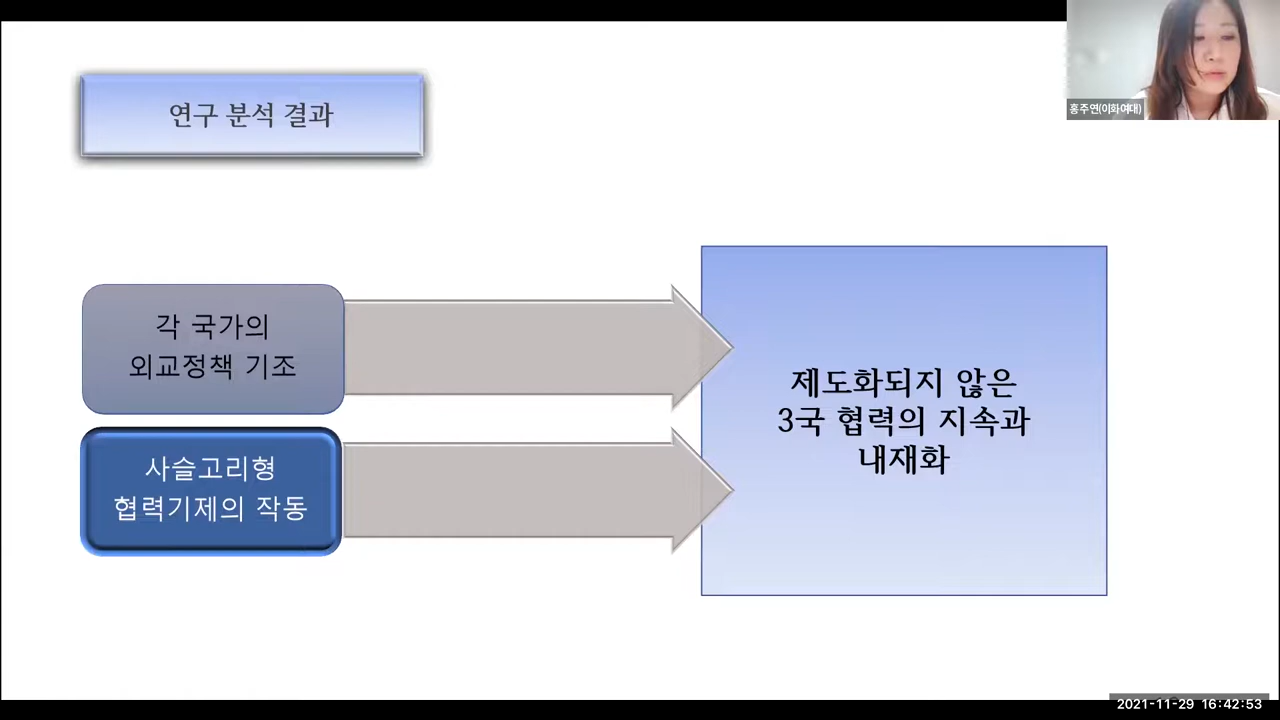 연구 분석 결과
홍주연(이화여대)
각 국가의
외교정책 기조
사슬고리형
협력기제의 작동
제도화되지 않은
3국 협력의 지속과
내재화
2021-11-29 16:42:53